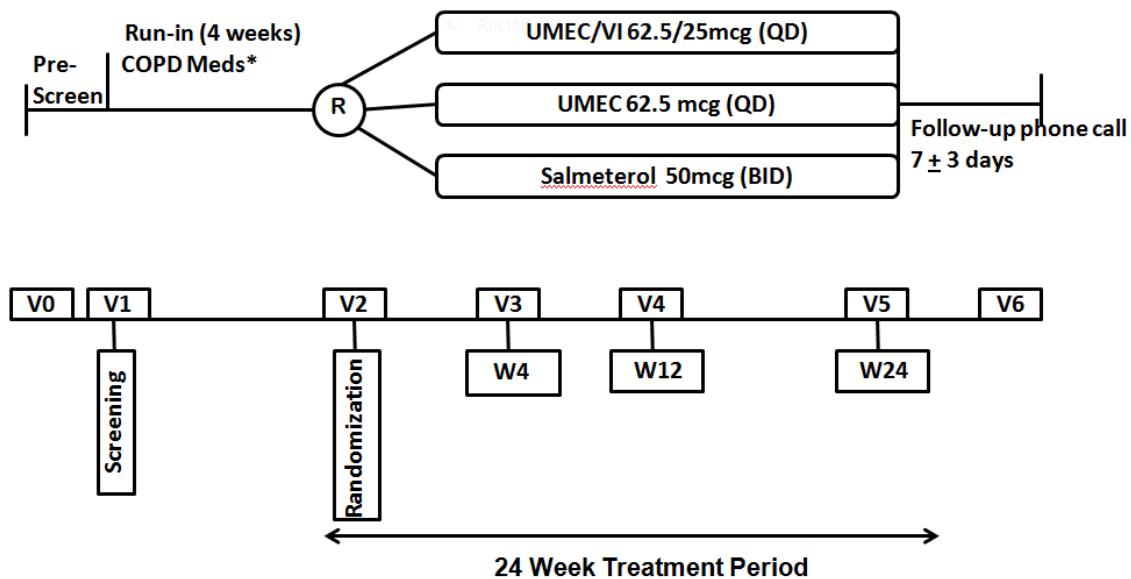 Run-in (4 weeks)
COPD Meds*
Pre-
Screen
R
UMEC/VI 62.5/25mcg (QD)
UMEC 62.5 mcg (QD)
Salmeterol 50mcg (BID)
Follow-up phone call
7 ± 3 days
V0
V1
V2
V3
V4
V5
V6
Screening
Randomization
W4
W12
W24
24 Week Treatment Period